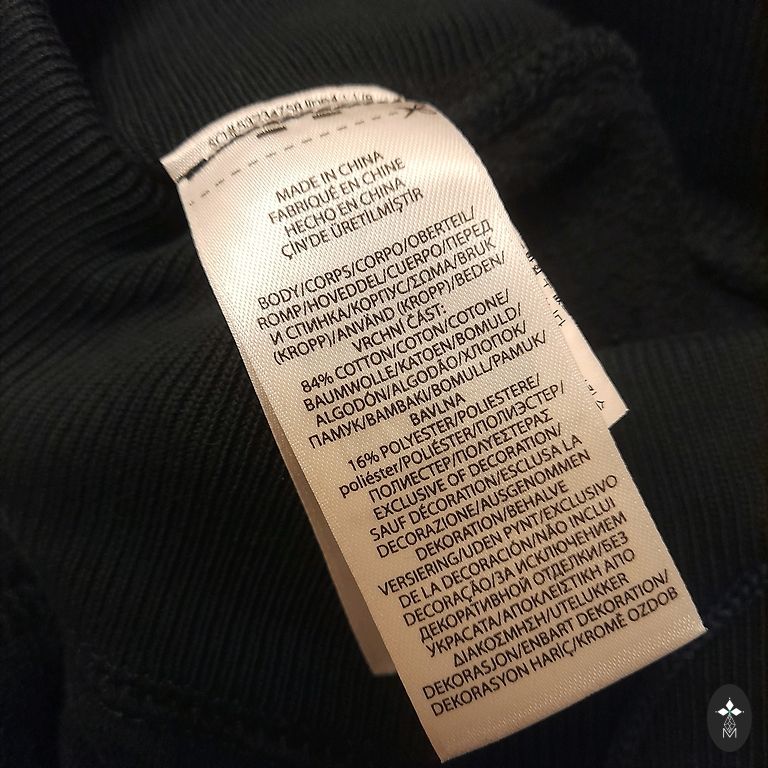 MADE IN CHINA
FABRIQUÉ EN CHINE
HECHO EN CHINA
ÇİN'DE ÜRETİLMİŞTİR
BODY/CORPS/CORPO/OBERTEIL/
ROMP/HOVEDDEL/CUERPO/ПЕРЕД
И СПИНКА/КОРПУС/ΣΩΜΑ/BRUK
(KROPP)/ANVÄND (KROPP)/BEDEN/
VRCHNÍ ČÁST:
84% COTTON/COTON/COTONE/
BAUMWOLLE/KATOEN/BOMULD/
ALGODÓN/ALGODÃO/ХЛОПОК/
ПАМУК/ΒΑΜΒΑΚΙ/BOMULL/PAMUK/
BAVLNA
16% POLYESTER/POLIESTERE/
poliéster/POLIÉSTER/ПОЛИЭСТЕР/
ПОЛИЕСТЕР/ΠΟΛΥΕΣΤΕΡΑΣ
EXCLUSIVE OF DECORATION/
SAUF DÉCORATION/ESCLUSA LA
DECORAZIONE/AUSGENOMMEN
DEKORATION/BEHALVE
VERSIERING/UDEN PYNT/EXCLUSIVO
DE LA DECORACIÓN/NÃO INCLUI
DECORAÇÃO/ЗА ИСКЛЮЧЕНИЕМ
ДЕКОРАТИВНОЙ ОТДЕЛКИ/БЕЗ
УКРАСАТА/ΑΠΟΚΛΕΙΣΤΙΚΗ ΑΠΟ
ΔΙΑΚΟΣΜΗΣΗ/UTELUKKER
DEKORASJON/ENBART DEKORATION/
DEKORASYON HARİÇ/KROMĚ OZDOB
M